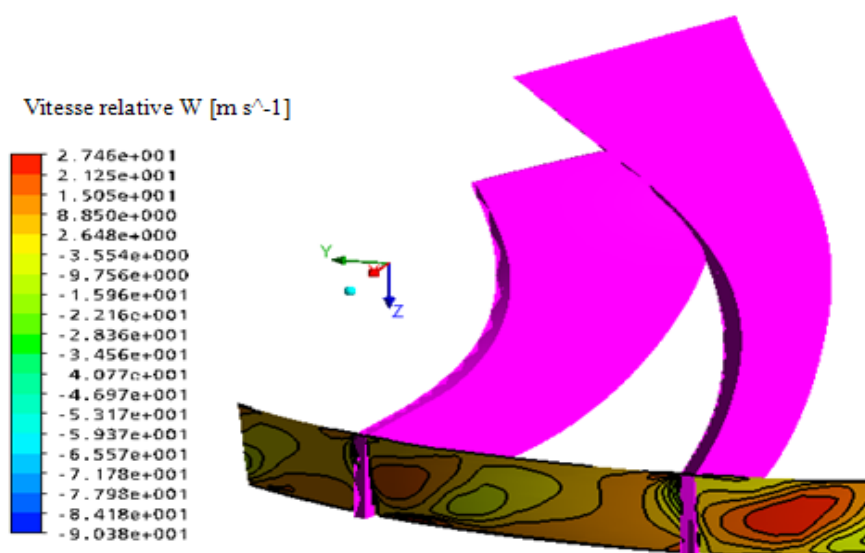 Vitesse relative W [m s^-1]
2.746e+001
2.125e+001
1.505e+001
8.850e+000
2.648e+000
-3.554e+000
-9.756e+000
-1.596e+001
-2.216e+001
-2.836e+001
-3.456e+001
4.077e+001
-4.697e+001
-5.317e+001
-5.937e+001
-6.557e+001
-7.178e+001
-7.798e+001
-8.418e+001
-9.038e+001
Y
Z